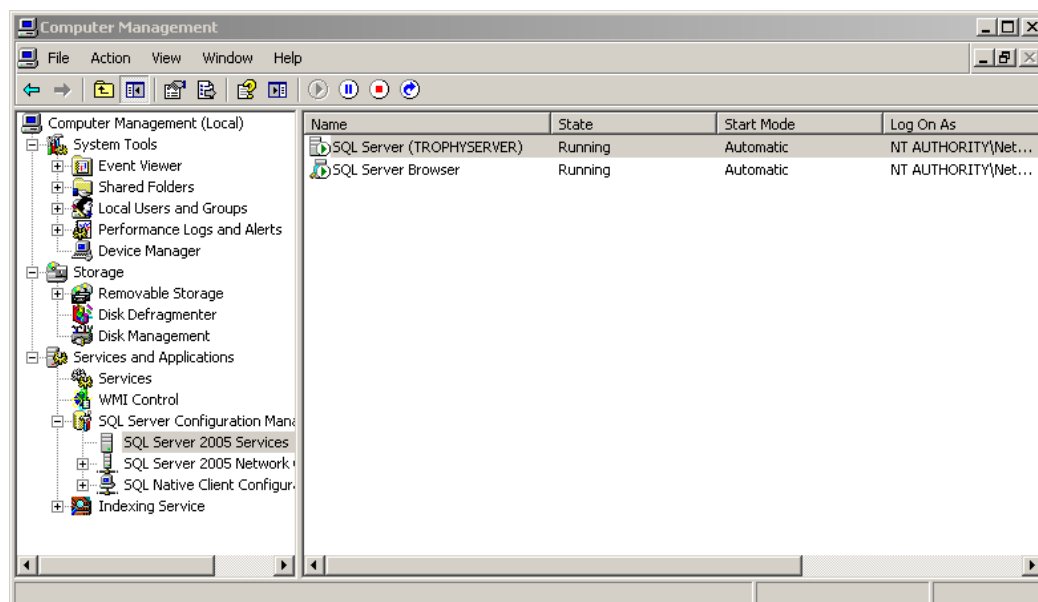 Computer Management
File Action View Window Help
Computer Management (Local)
System Tools
Event Viewer
Shared Folders
Local Users and Groups
Performance Logs and Alerts
Device Manager
Storage
Removable Storage
Disk Defragmenter
Disk Management
Services and Applications
Services
WMI Control
SQL Server Configuration Mana
SQL Server 2005 Services
SQL Server 2005 Network
SQL Native Client Configur
Indexing Service
Name State Start Mode Log On As
SQL Server (TROPHYSERVER) Running Automatic NT AUTHORITY\Net...
SQL Server Browser Running Automatic NT AUTHORITY\Net...